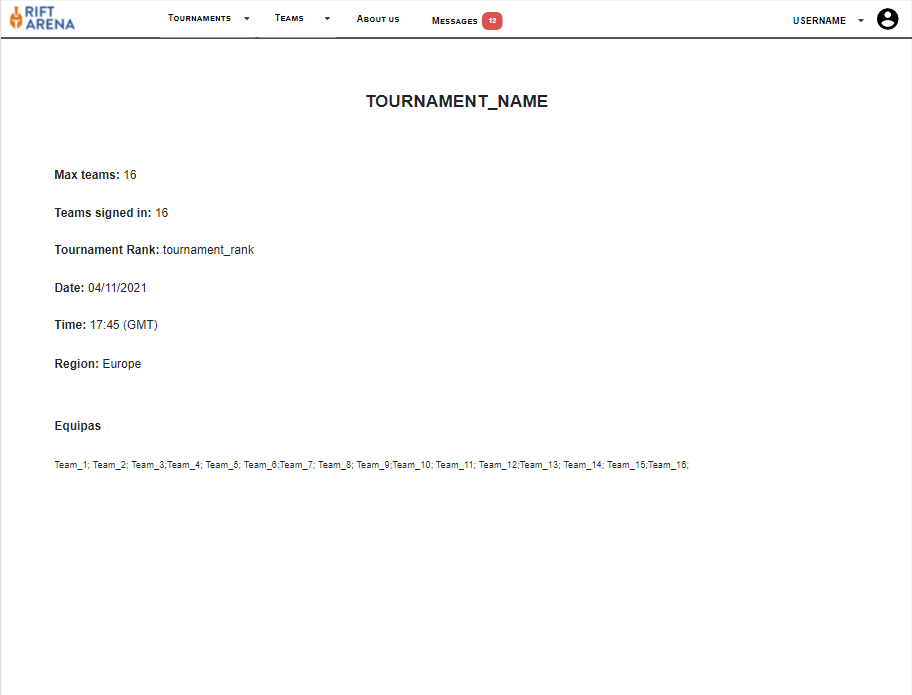 RIFT
ARENA
Tournaments Teams About us Messages 12 USERNAME
TOURNAMENT_NAME
Max teams: 16
Teams signed in: 16
Tournament Rank: tournament_rank
Date: 04/11/2021
Time: 17:45 (GMT)
Region: Europe
Equipas
Team_1; Team_2; Team_3;Team_4; Team_5; Team_6;Team_7; Team_8; Team_9;Team_10; Team_11; Team_12;Team_13; Team_14; Team_15;Team_16;